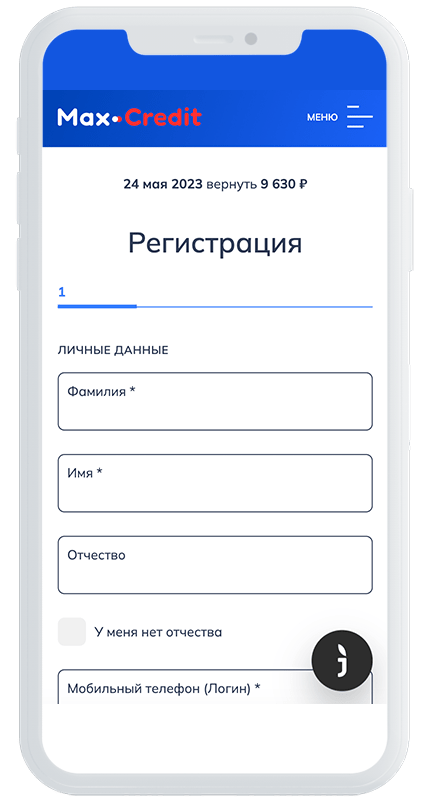 Max Credit
МЕНЮ
24 мая 2023 вернуть 9 630 ₽
Регистрация
1
ЛИЧНЫЕ ДАННЫЕ
Фамилия *
Имя *
Отчество
У меня нет отчества
Мобильный телефон (Логин) *